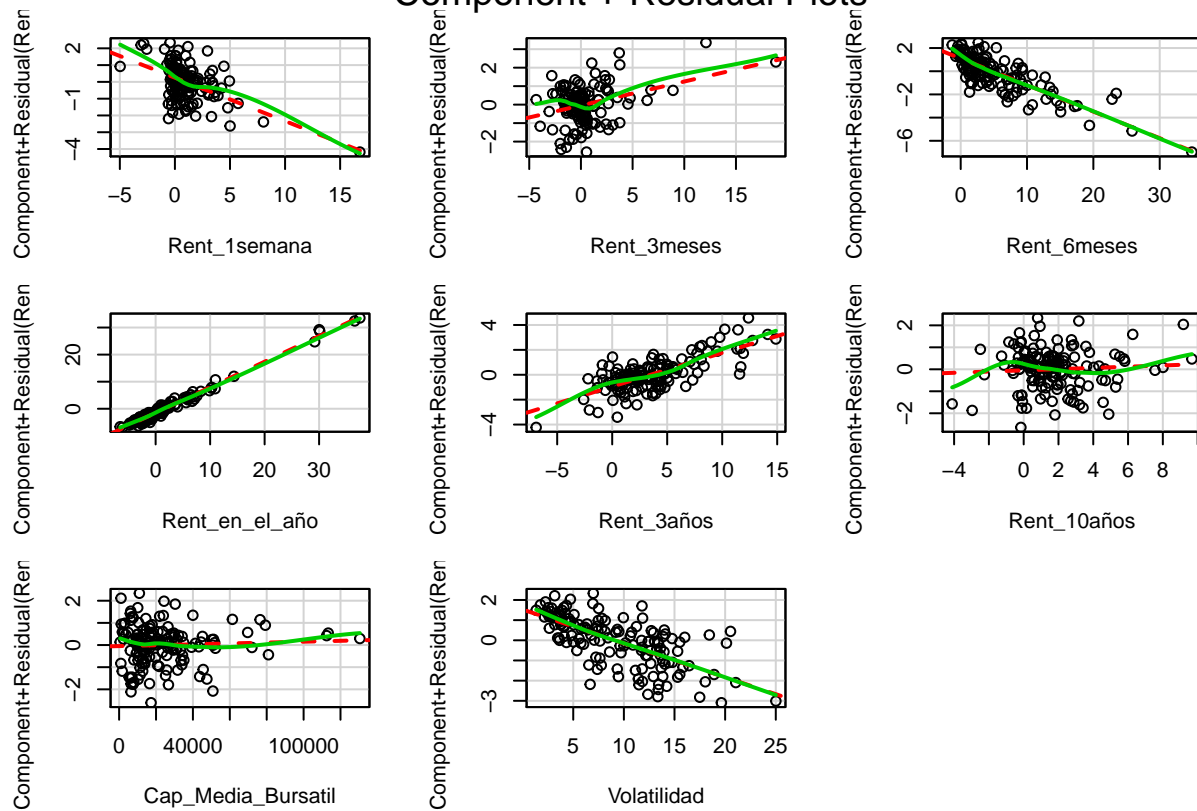 Component + Residual Plots
Component+Residual(Ren
2
−1
−4
−5 0 5 10 15
Rent_1semana
Component+Residual(Ren
2
0
−2
−5 0 5 10 15
Rent_3meses
Component+Residual(Ren
2
−2
−6
0 10 20 30
Rent_6meses
Component+Residual(Ren
20
0
0 10 20 30
Rent_en_el_año
Component+Residual(Ren
4
0
−4
−5 0 5 10 15
Rent_3años
Component+Residual(Ren
2
0
−2
−4 0 2 4 6 8
Rent_10años
Component+Residual(Ren
2
0
−2
0 40000 100000
Cap_Media_Bursatil
Component+Residual(Ren
2
0
−3
5 10 15 20 25
Volatilidad